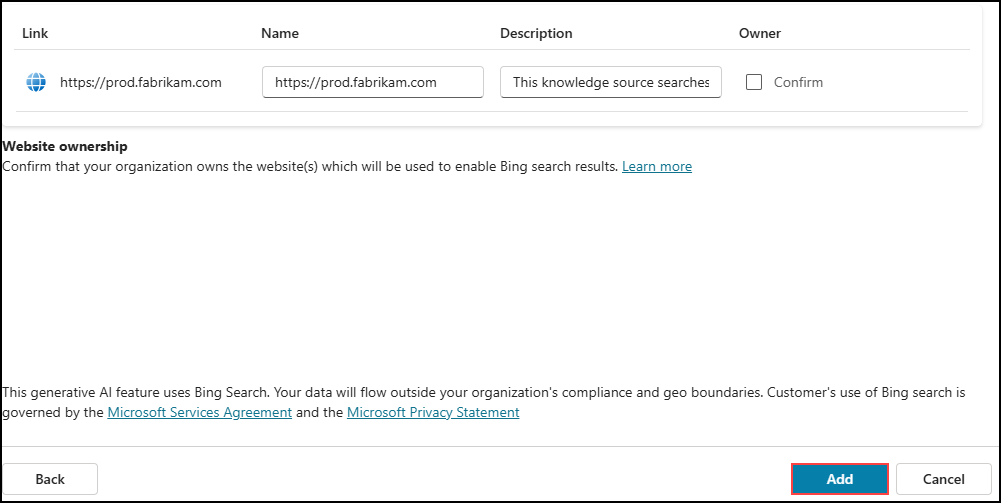 Link Name Description Owner
https://prod.fabrikam.com https://prod.fabrikam.com This knowledge source searches Confirm
Website ownership
Confirm that your organization owns the website(s) which will be used to enable Bing search results. Learn more
This generative AI feature uses Bing Search. Your data will flow outside your organization's compliance and geo boundaries. Customer's use of Bing search is
governed by the Microsoft Services Agreement and the Microsoft Privacy Statement
Back Add Cancel